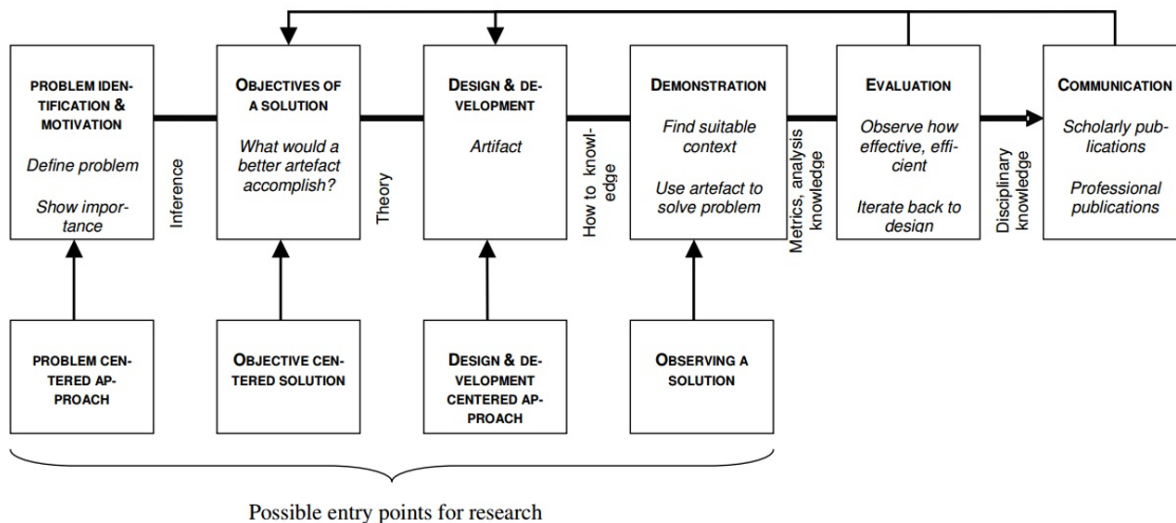 PROBLEM IDEN-
TIFICATION &
MOTIVATION
Define problem
Show impor-
tance
Inference
OBJECTIVES OF
A SOLUTION
What would a
better artefact
accomplish?
Theory
DESIGN & DE-
VELOPMENT
Artifact
How to knowl-
edge
DEMONSTRATION
Find suitable
context
Use artefact to
solve problem
Metrics, analysis
knowledge
EVALUATION
Observe how
effective, effi-
cient
Iterate back to
design
Disciplinary
knowledge
COMMUNICATION
Scholarly pub-
lications
Professional
publications
PROBLEM CEN-
TERED AP-
PROACH
OBJECTIVE CEN-
TERED SOLUTION
DESIGN & DE-
VELOPMENT
CENTERED AP-
PROACH
OBSERVING A
SOLUTION
Possible entry points for research